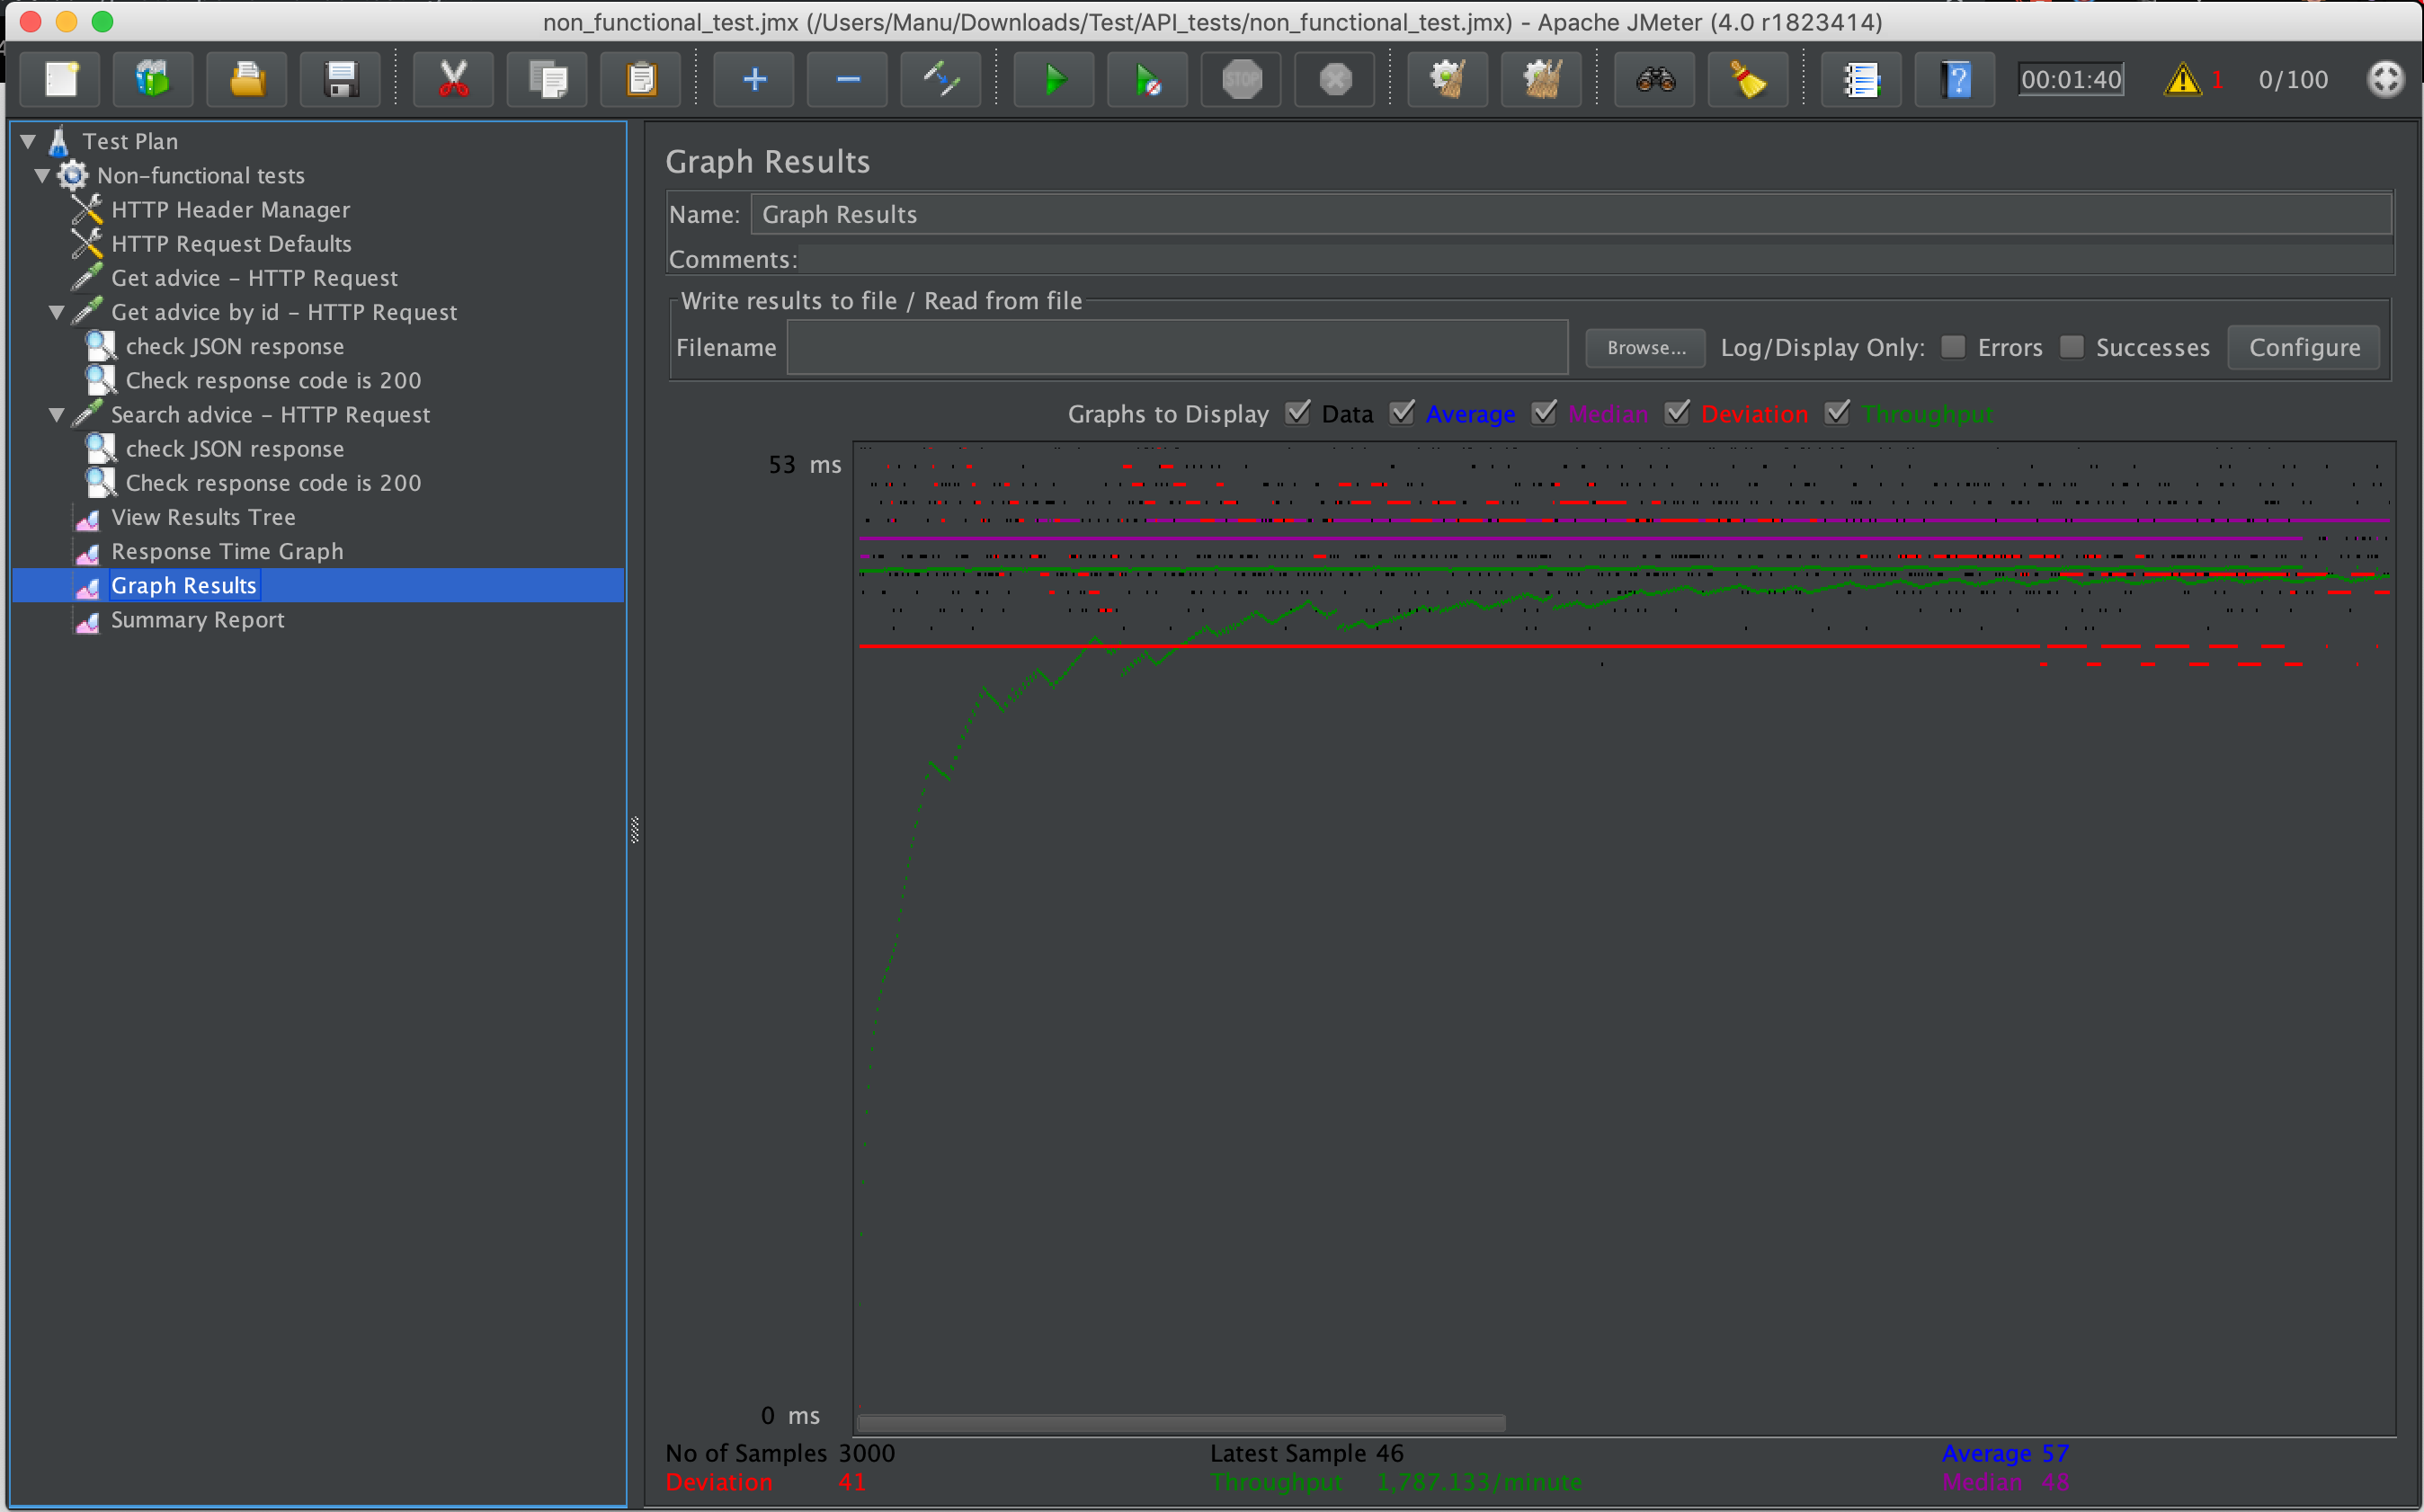 non_functional_test.jmx (/Users/Manu/Downloads/Test/API_tests/non_functional_test.jmx) - Apache JMeter (4.0 r1823414)
STOP
00:01:40
1
0/100
Test Plan
Non-functional tests
HTTP Header Manager
HTTP Request Defaults
Get advice - HTTP Request
Get advice by id - HTTP Request
check JSON response
Check response code is 200
Search advice - HTTP Request
check JSON response
Check response code is 200
View Results Tree
Response Time Graph
Graph Results
Summary Report
Graph Results
Name: Graph Results
Comments:
Write results to file / Read from file
Filename Browse... Log/Display Only: Errors Successes Configure
Graphs to Display Data Average Median Deviation Throughput
53 ms
0 ms
No of Samples 3000 Latest Sample 46 Average 57
Deviation 41 Throughput 1,787.133/minute Median 48